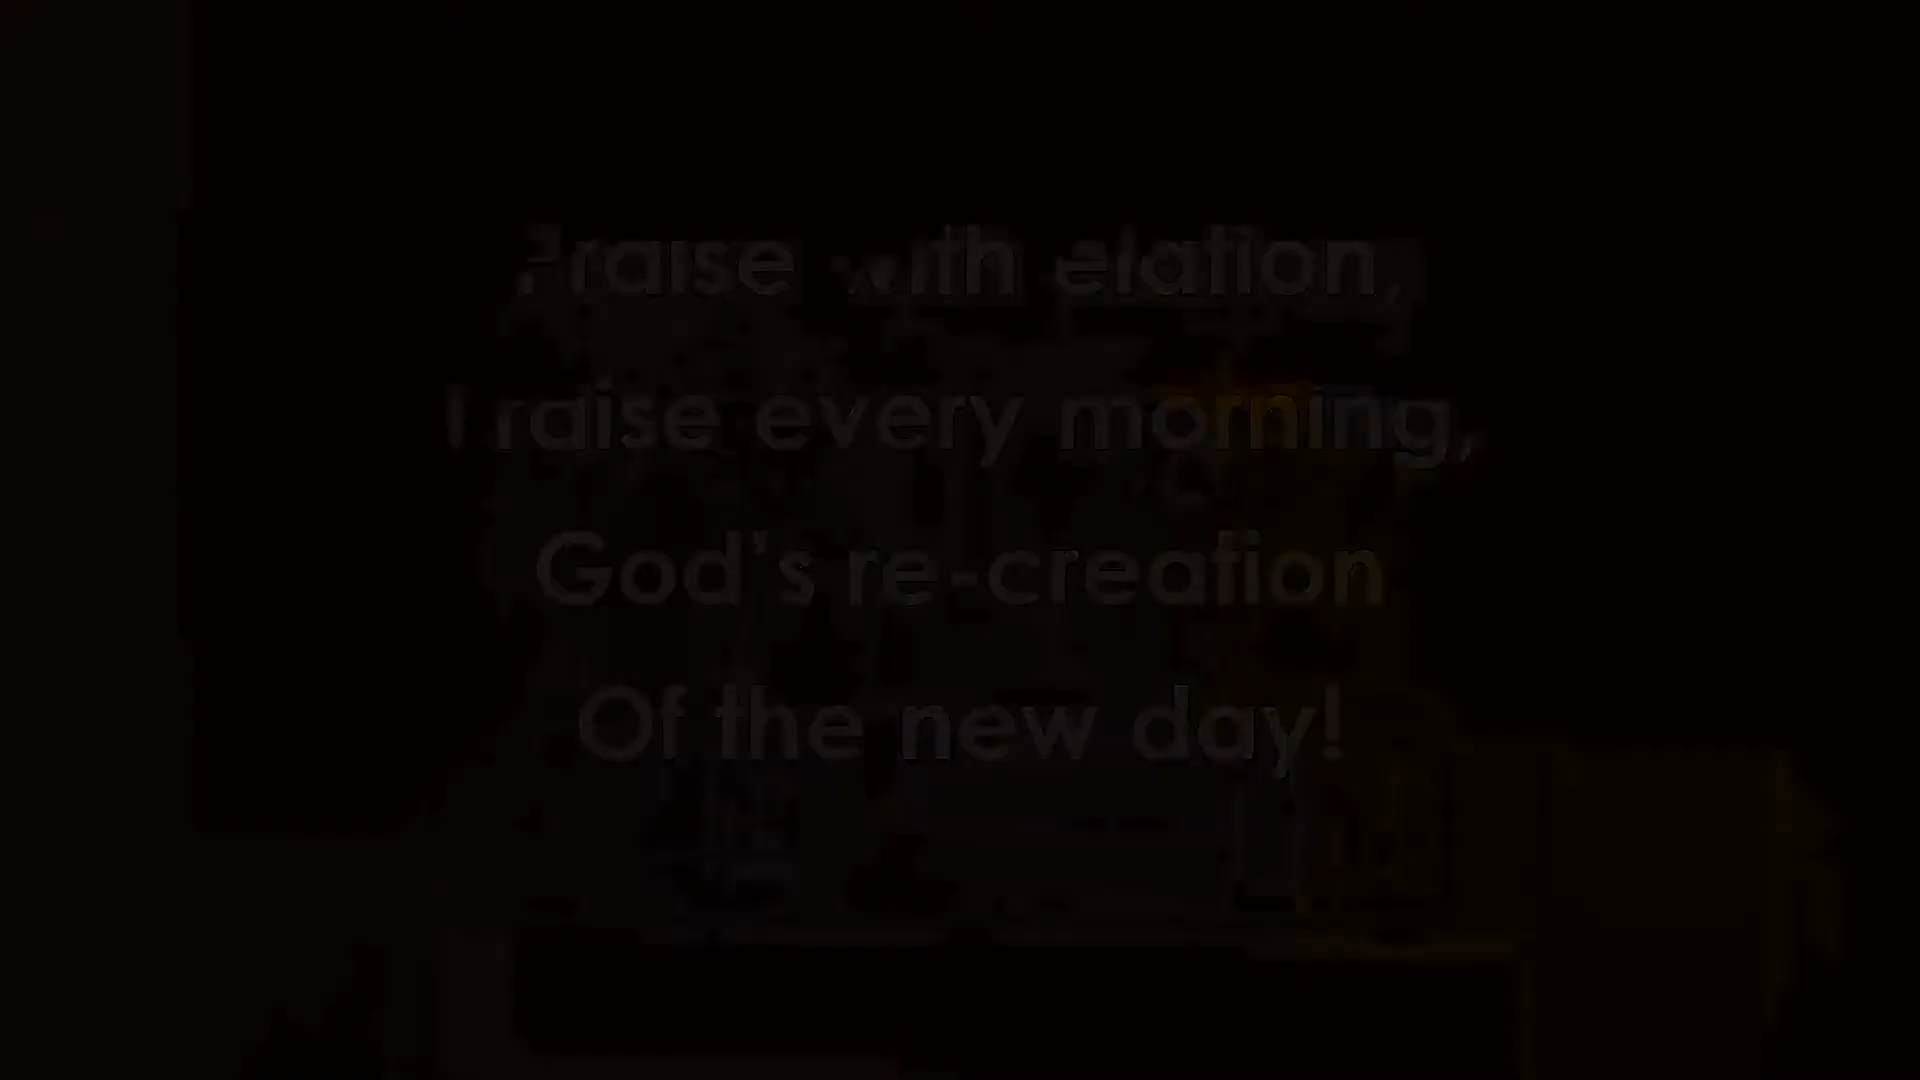 Praise with elation,
Praise every morning,
God's re-creation
Of the new day!